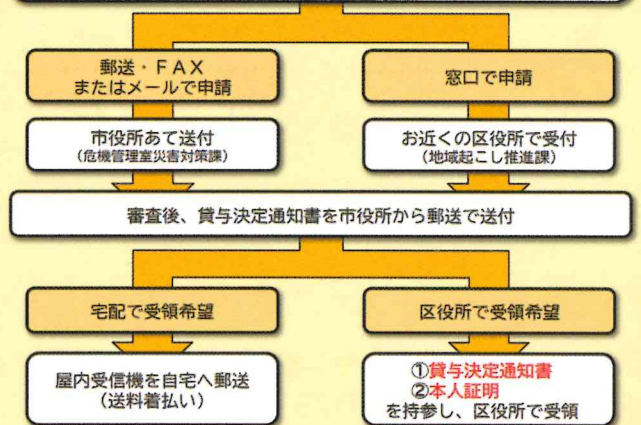 郵送・ＦＡＸ
またはメールで申請
窓口で申請
市役所あて送付
（危機管理室災害対策課）
お近くの区役所で受付
（地域起こし推進課）
審査後、貸与決定通知書を市役所から郵送で送付
宅配で受領希望
区役所で受領希望
屋内受信機を自宅へ郵送
（送料着払い）
①貸与決定通知書
②本人証明
を持参し、区役所で受領